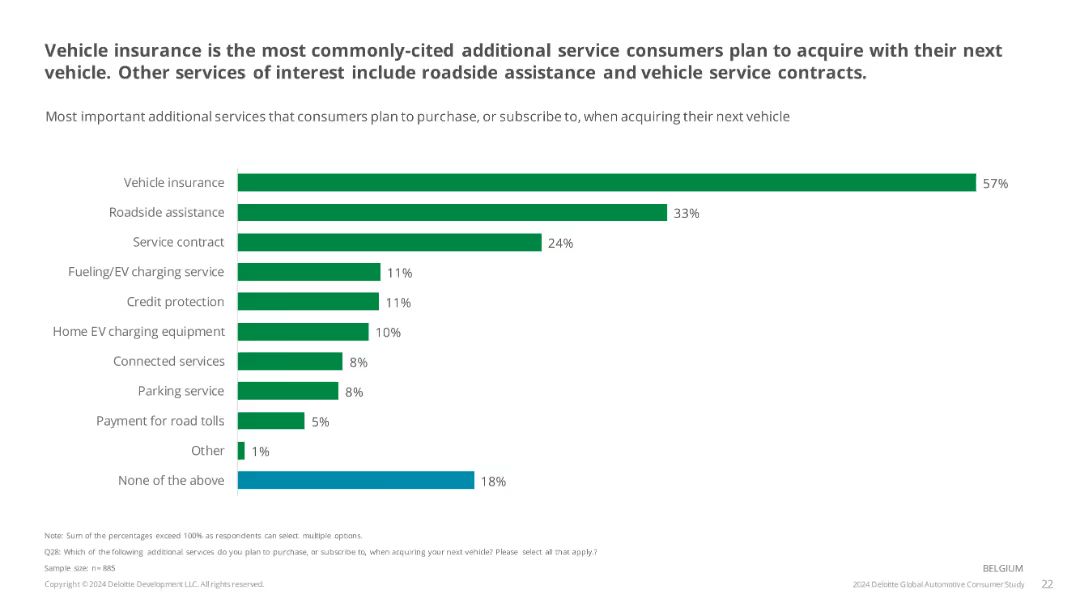 Vehicle insurance is the most commonly-cited additional service consumers plan to acquire with their next
vehicle. Other services of interest include roadside assistance and vehicle service contracts.
Most important additional services that consumers plan to purchase, or subscribe to, when acquiring their next vehicle
Vehicle insurance 57%
Roadside assistance 33%
Service contract 24%
Fueling/EV charging service 11%
Credit protection 11%
Home EV charging equipment 10%
Connected services 8%
Parking service 8%
Payment for road tolls 5%
Other 1%
None of the above 18%
Note: Sum of the percentages exceed 100% as respondents can select multiple options.
Q28: Which of the following additional services do you plan to purchase, or subscribe to, when acquiring your next vehicle? Please select all that apply.?
Sample size: n= 885
BELGIUM
Copyright © 2024 Deloitte Development LLC. All rights reserved.
2024 Deloitte Global Automotive Consumer Study 22